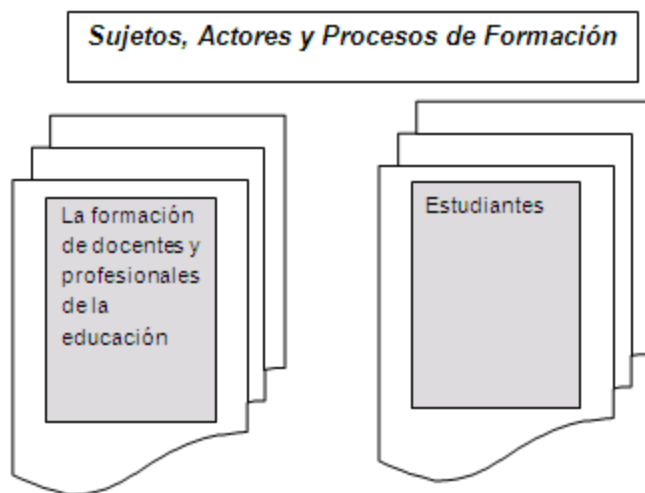 Sujetos, Actores y Procesos de Formación
La formación
de docentes y
profesionales
de la
educación
Estudiantes